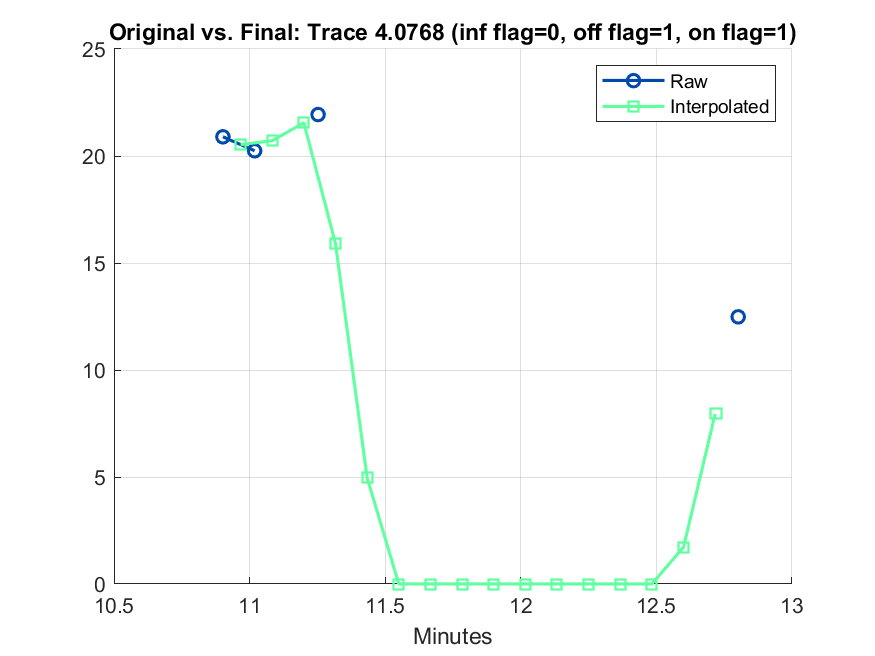 Original vs. Final: Trace 4.0768 (inf flag=0, off flag=1, on flag=1)
25
20
15
10
5
0
Raw
Interpolated
10.5 11 11.5 12 12.5 13
Minutes